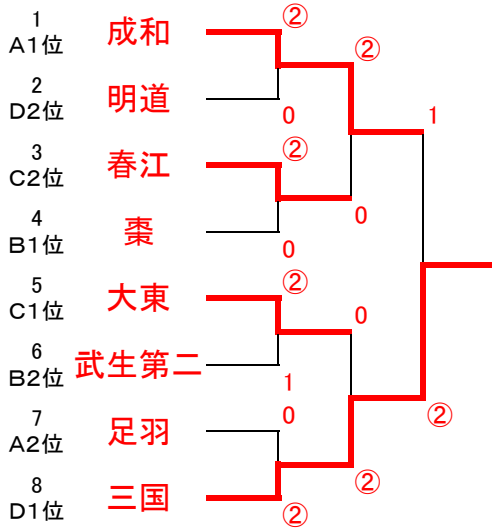 1
A1位 成和 ②
②
2
D2位 明道 0
1
3
C2位 春江 ②
0
4
B1位 棗 0
5
C1位 大東 ②
0
6
B2位 武生第二 1
7
A2位 足羽 0
②
②
8
D1位 三国 ②